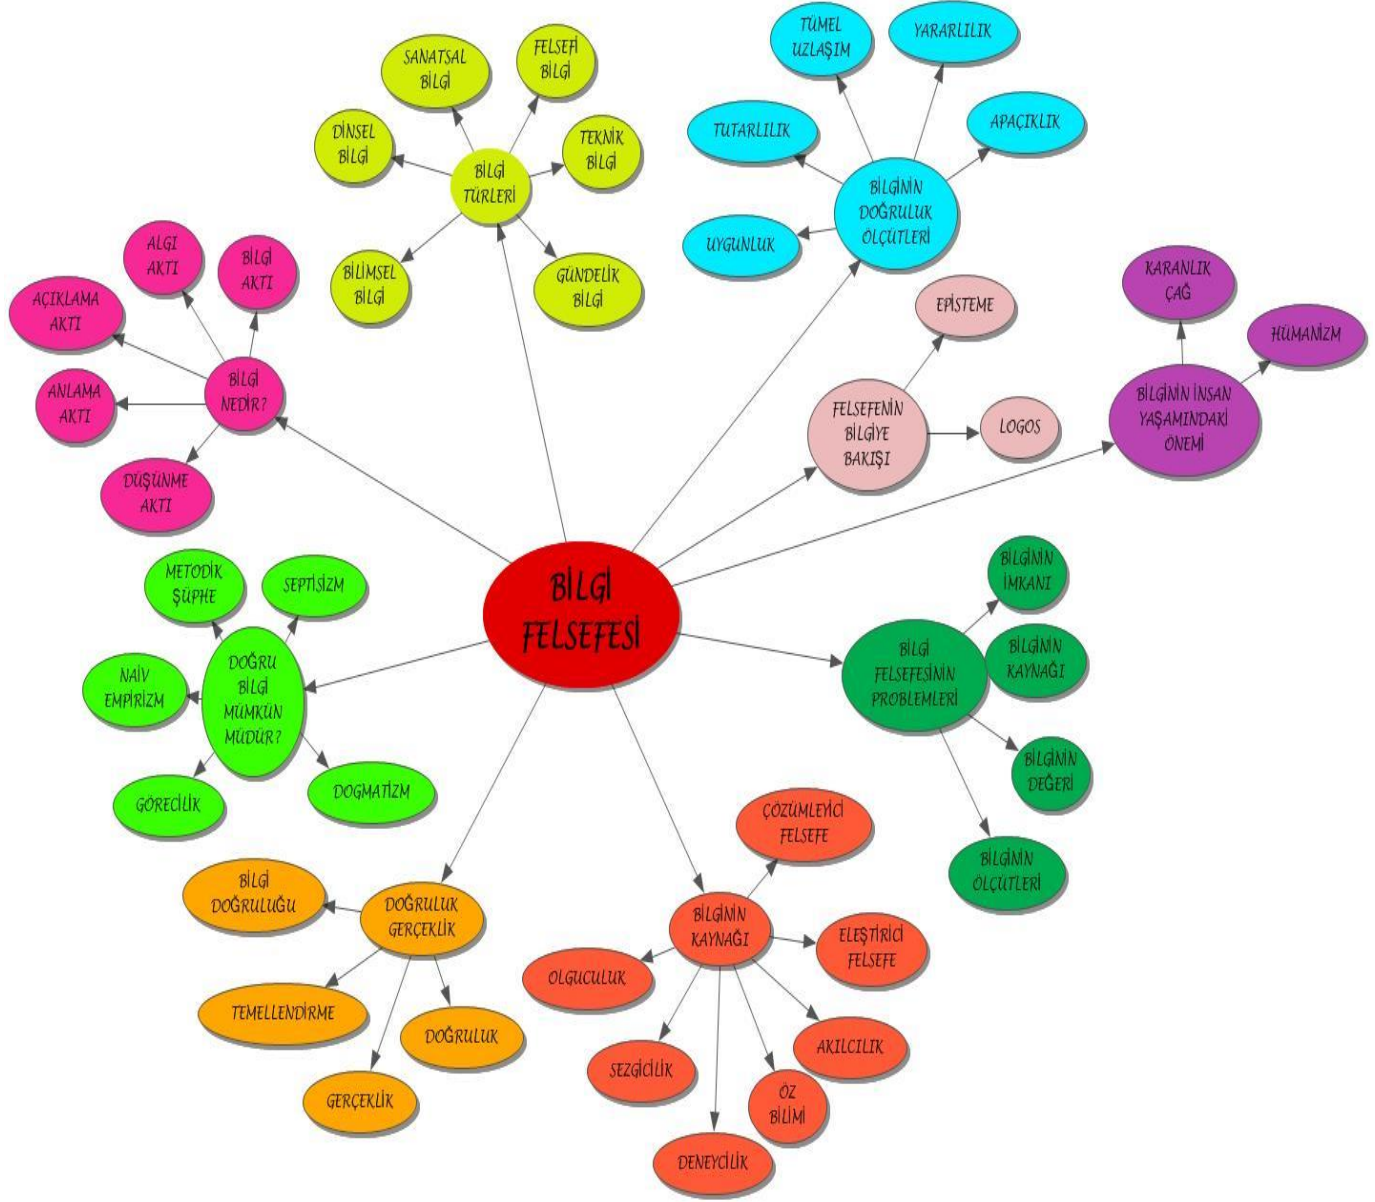 BİLGİ
FELSEFESİ
BİLGİ
TÜRLERİ
SANATSAL
BİLGİ
FELSEFİ
BİLGİ
DİNSEL
BİLGİ
TEKNİK
BİLGİ
BİLİMSEL
BİLGİ
GÜNDELİK
BİLGİ
BİLGİNİN
DOĞRULUK
ÖLÇÜTLERİ
TÜMEL
UZLAŞIM
YARARLILIK
TUTARLILIK
APAÇIKLIK
UYGUNLUK
BİLGİ
NEDİR?
ALGI
AKTI
BİLGİ
AKTI
AÇIKLAMA
AKTI
ANLAMA
AKTI
DÜŞÜNME
AKTI
FELSEFENİN
BİLGİYE
BAKIŞI
EPİSTEME
LOGOS
BİLGİNİN İNSAN
YAŞAMINDAKİ
ÖNEMİ
KARANLIK
ÇAĞ
HÜMANİZM
DOĞRU
BİLGİ
MÜMKÜN
MÜDÜR?
METODİK
ŞÜPHE
SEPTİSİZM
NAİV
EMPİRİZM
GÖRECİLİK
DOGMATİZM
BİLGİ
FELSEFESİNİN
PROBLEMLERİ
BİLGİNİN
İMKANI
BİLGİNİN
KAYNAĞI
BİLGİNİN
DEĞERİ
BİLGİNİN
ÖLÇÜTLERİ
DOĞRULUK
GERÇEKLİK
BİLGİ
DOĞRULUĞU
TEMELLENDİRME
DOĞRULUK
GERÇEKLİK
BİLGİNİN
KAYNAĞI
ÇÖZÜMLEYİCİ
FELSEFE
ELEŞTİRİCİ
FELSEFE
OLGUCULUK
AKILCILIK
SEZGİCİLİK
ÖZ
BİLİMİ
DENEYCİLİK